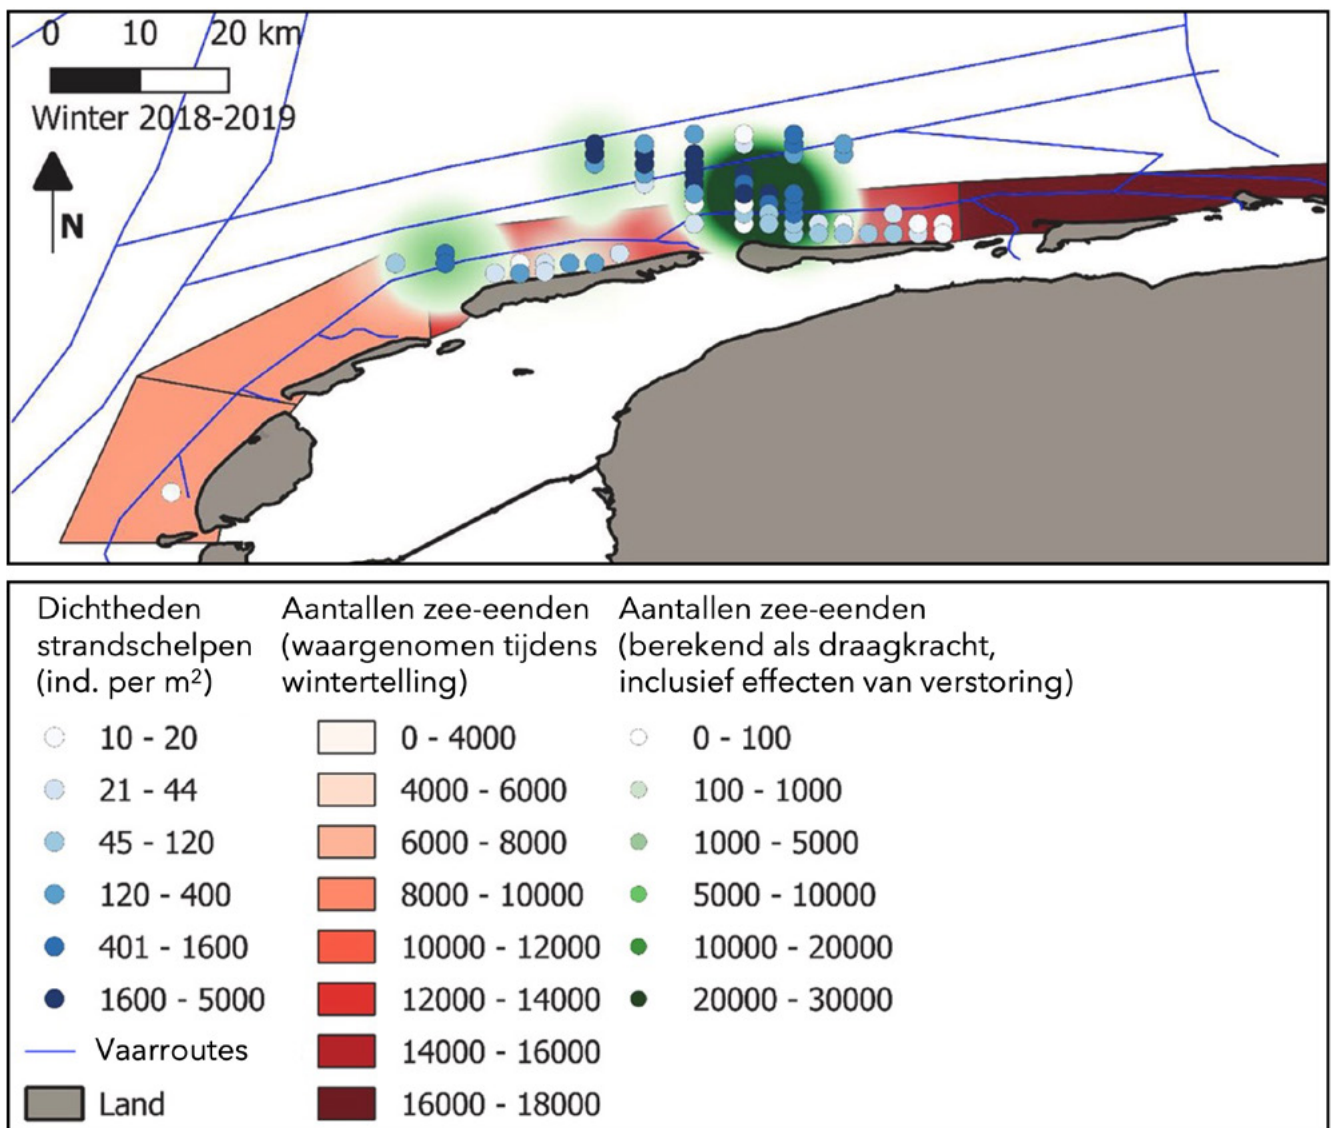 0 10 20 km
Winter 2018-2019
N
Dichtheden
strandschelpen
(ind. per m²)
10 - 20
21 - 44
45 - 120
120 - 400
401 - 1600
1600 - 5000
Vaarroutes
Land
Aantallen zee-eenden
(waargenomen tijdens
wintertelling)
0 - 4000
4000 - 6000
6000 - 8000
8000 - 10000
10000 - 12000
12000 - 14000
14000 - 16000
16000 - 18000
Aantallen zee-eenden
(berekend als draagkracht,
inclusief effecten van verstoring)
0 - 100
100 - 1000
1000 - 5000
5000 - 10000
10000 - 20000
20000 - 30000